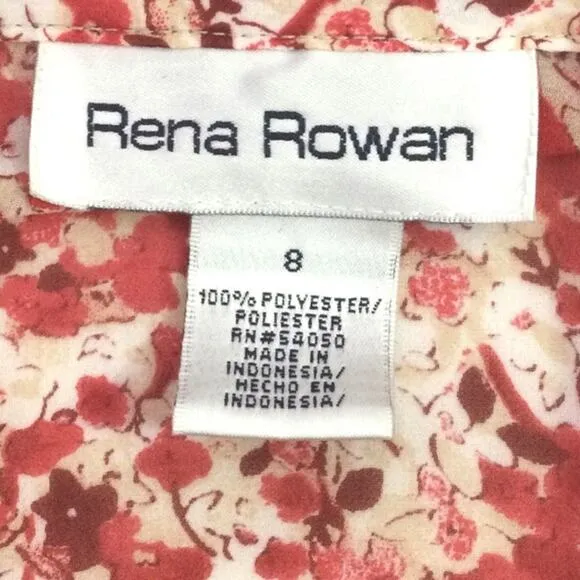 Rena Rowan
8
100% POLYESTER/
POLIESTER
RN#54050
MADE IN
INDONESIA/
HECHO EN
INDONESIA/